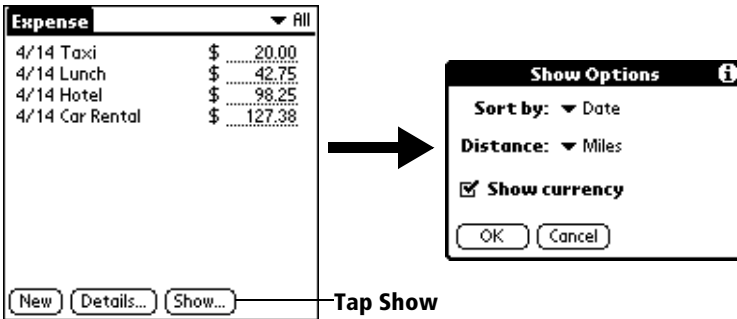 Expense
All
4/14 Taxi $ 20.00
4/14 Lunch $ 42.75
4/14 Hotel $ 98.25
4/14 Car Rental $ 127.38
New Details... Show...
Tap Show
Show Options
Sort by: Date
Distance: Miles
Show currency
OK Cancel